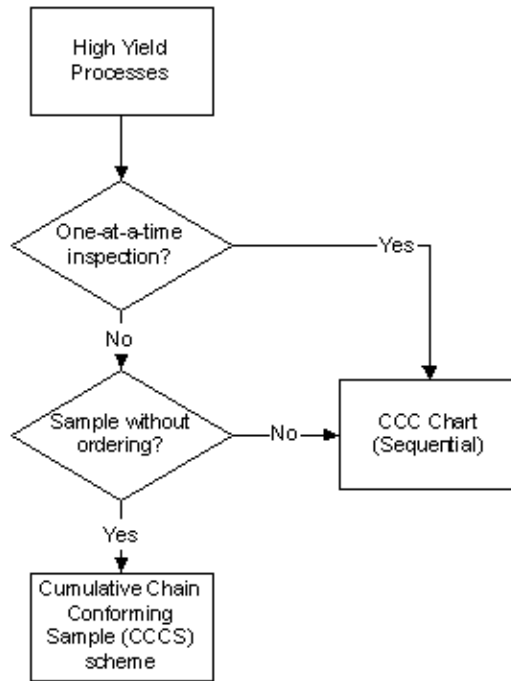 High Yield
Processes
One-at-a-time
inspection?
Yes
No
Sample without
ordering?
No
CCC Chart
(Sequential)
Yes
Cumulative Chain
Conforming
Sample (CCCS)
scheme